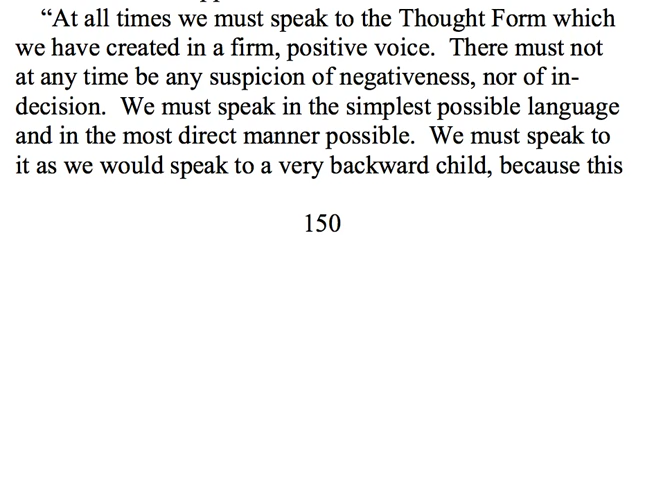 “At all times we must speak to the Thought Form which
we have created in a firm, positive voice.  There must not
at any time be any suspicion of negativeness, nor of in-
decision.  We must speak in the simplest possible language
and in the most direct manner possible.  We must speak to
it as we would speak to a very backward child, because this
150